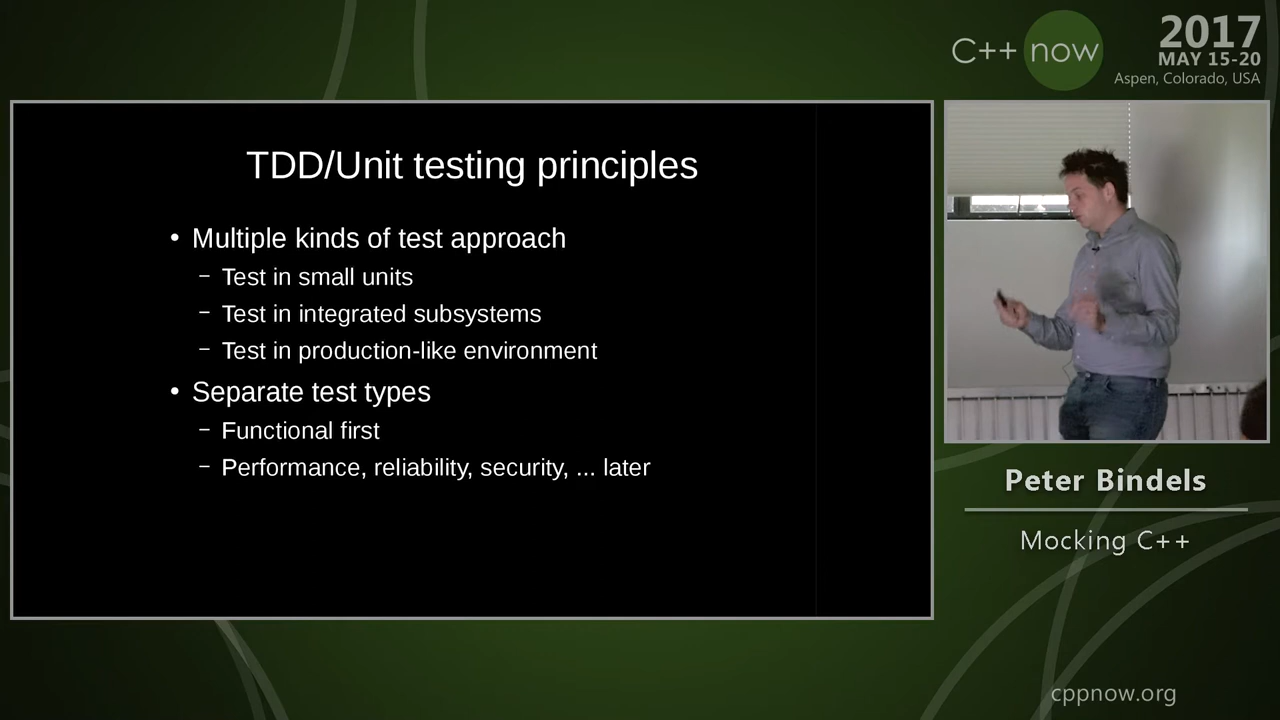 C++ now
2017
MAY 15-20
Aspen, Colorado, USA
TDD/Unit testing principles
• Multiple kinds of test approach
– Test in small units
– Test in integrated subsystems
– Test in production-like environment
• Separate test types
– Functional first
– Performance, reliability, security, ... later
Peter Bindels
Mocking C++
cppnow.org